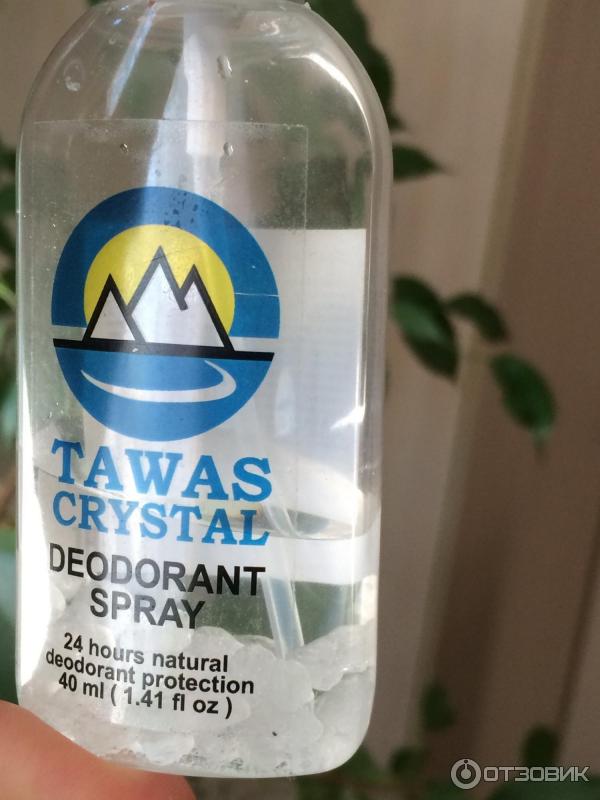 TAWAS
CRYSTAL
DEODORANT
SPRAY
24 hours natural
deodorant protection
40 ml ( 1.41 fl oz )
ОТЗОВИК